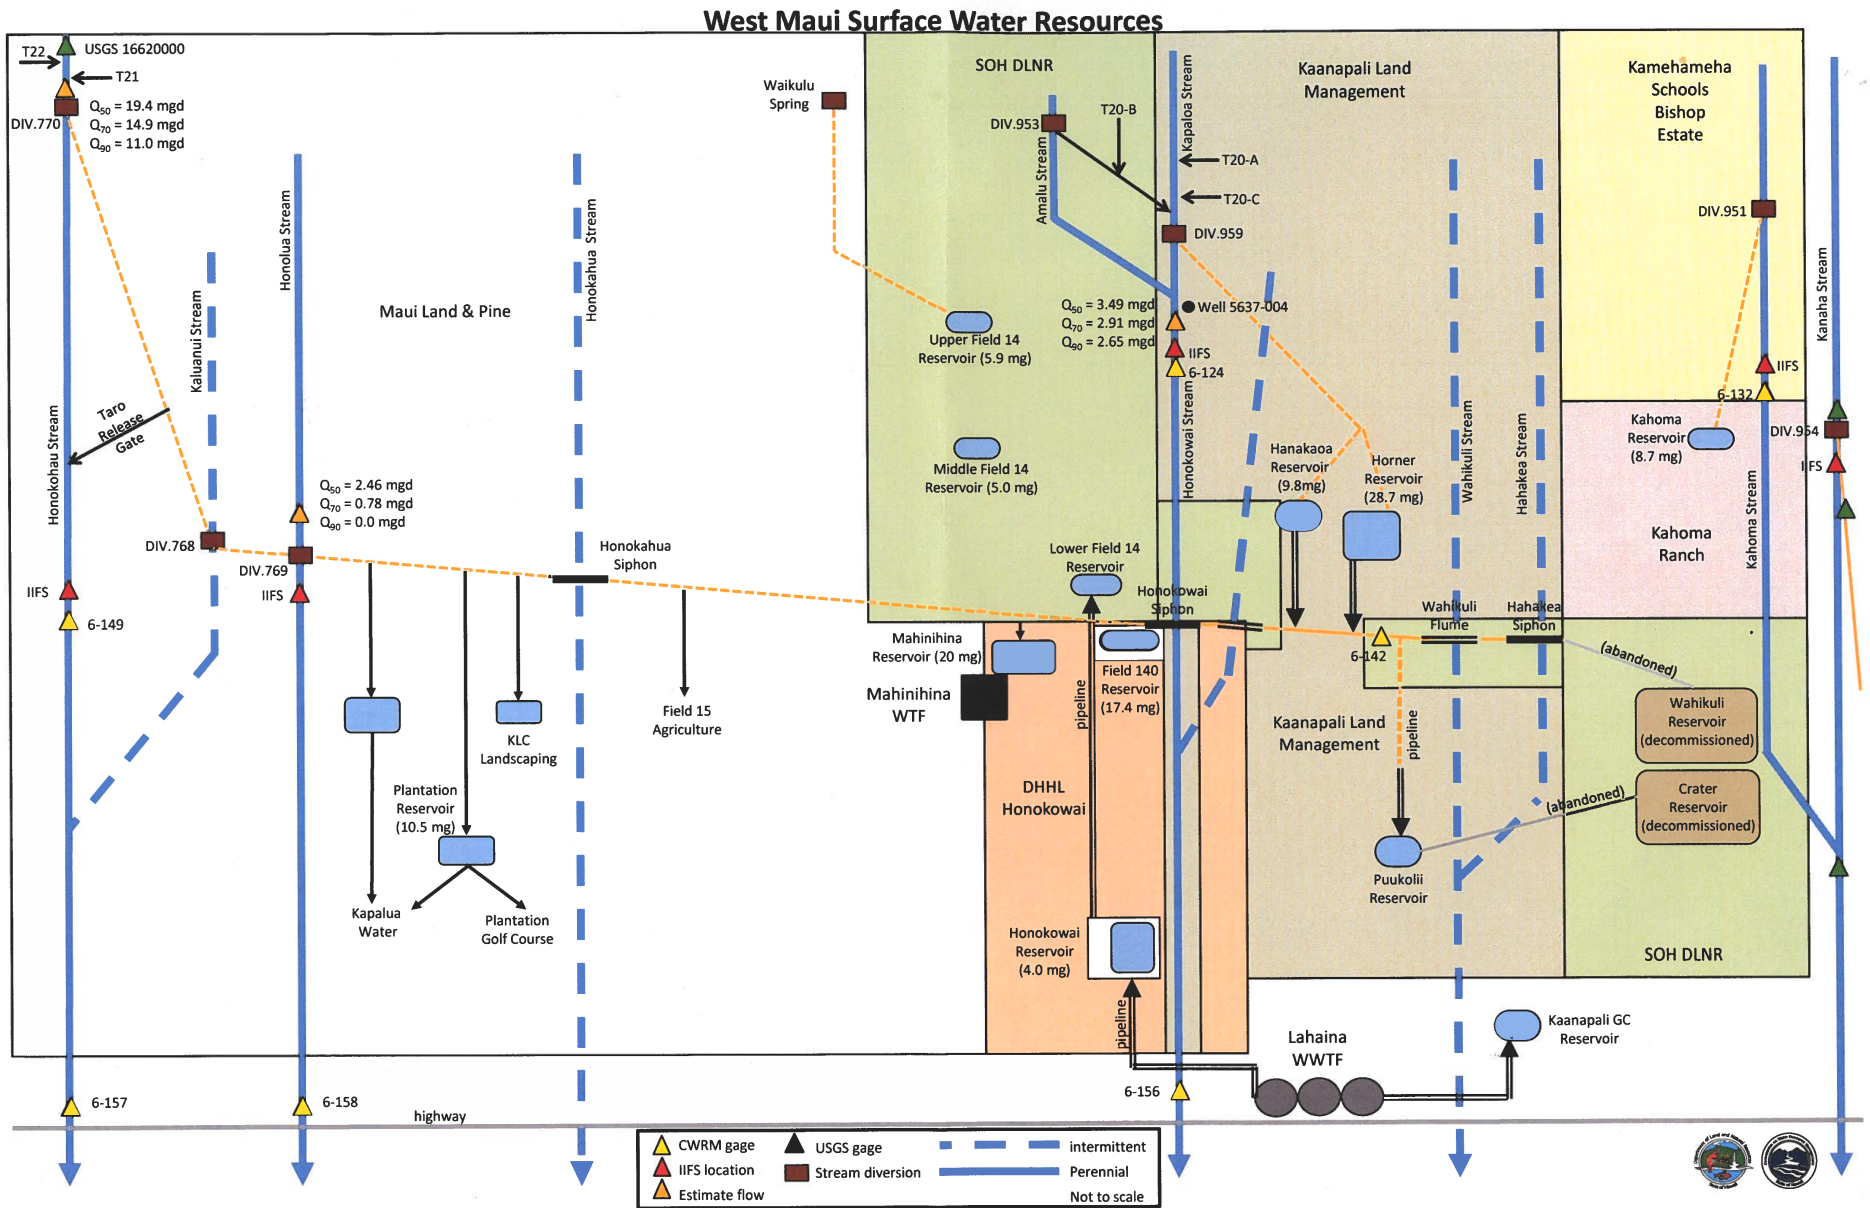 West Maui Surface Water Resources
T22
USGS 16620000
T21
Q50 = 19.4 mgd
Q70 = 14.9 mgd
Q90 = 11.0 mgd
DIV.770
Honokohau Stream
Taro
Release
Gate
Kaluanui Stream
Honolua Stream
Maui Land & Pine
Honokahua Stream
DIV.768
Q50 = 2.46 mgd
Q70 = 0.78 mgd
Q90 = 0.0 mgd
DIV.769
IIFS
IIFS
6-149
Honokahua
Siphon
KLC
Landscaping
Field 15
Agriculture
Plantation
Reservoir
(10.5 mg)
Kapalua
Water
Plantation
Golf Course
6-157
6-158
highway
Waikulu
Spring
SOH DLNR
DIV.953
Amalu Stream
T20-B
Kapaloa Stream
T20-A
T20-C
DIV.959
Q50 = 3.49 mgd
Q70 = 2.91 mgd
Q90 = 2.65 mgd
Well 5637-004
IIFS
6-124
Upper Field 14
Reservoir (5.9 mg)
Middle Field 14
Reservoir (5.0 mg)
Honokowai Stream
Lower Field 14
Reservoir
Honokowai
Siphon
Mahinihina
Reservoir (20 mg)
Mahinihina
WTF
Field 140
Reservoir
(17.4 mg)
pipeline
DHHL
Honokowai
Honokowai
Reservoir
(4.0 mg)
pipeline
6-156
Kaanapali Land
Management
Hanakaoa
Reservoir
(9.8mg)
Horner
Reservoir
(28.7 mg)
Wahikuli Stream
Hahakea Stream
Wahikuli
Flume
Hahakea
Siphon
6-142
Kaanapali Land
Management
pipeline
Puukolii
Reservoir
Lahaina
WWTF
Kaanapali GC
Reservoir
Kamehameha
Schools
Bishop
Estate
DIV.951
IIFS
6-132
Kanaha Stream
Kahoma
Reservoir
(8.7 mg)
DIV.954
IIFS
Kahoma Stream
Kahoma
Ranch
(abandoned)
Wahikuli
Reservoir
(decommissioned)
(abandoned)
Crater
Reservoir
(decommissioned)
SOH DLNR
CWRM gage
IIFS location
Estimate flow
USGS gage
Stream diversion
intermittent
Perennial
Not to scale